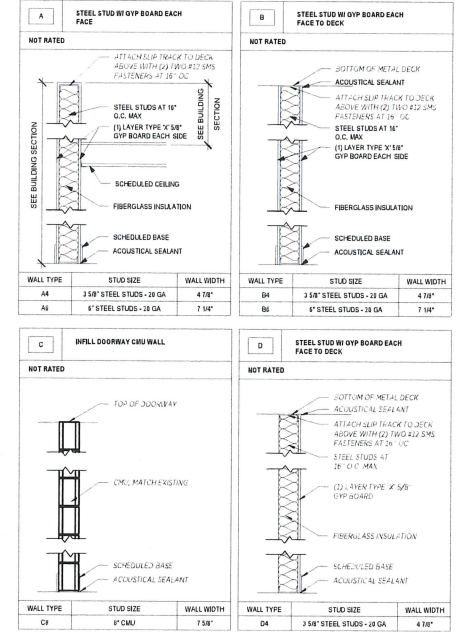 A
STEEL STUD W/ GYP BOARD EACH
FACE
NOT RATED
ATTACH SLIP TRACK TO DECK
ABOVE WITH (2) TWO #12 SMS
FASTENERS AT 16" OC
STEEL STUDS AT 16"
O.C. MAX
(1) LAYER TYPE 'X' 5/8"
GYP BOARD EACH SIDE
SCHEDULED CEILING
FIBERGLASS INSULATION
SCHEDULED BASE
ACOUSTICAL SEALANT
SEE BUILDING SECTION
SEE BUILDING
SECTION
WALL TYPE STUD SIZE WALL WIDTH
A4 3 5/8" STEEL STUDS - 20 GA 4 7/8"
A6 6" STEEL STUDS - 20 GA 7 1/4"
B
STEEL STUD W/ GYP BOARD EACH
FACE TO DECK
NOT RATED
BOTTOM OF METAL DECK
ACOUSTICAL SEALANT
ATTACH SLIP TRACK TO DECK
ABOVE WITH (2) TWO #12 SMS
FASTENERS AT 16" OC
STEEL STUDS AT 16"
O.C. MAX
(1) LAYER TYPE 'X' 5/8"
GYP BOARD EACH SIDE
FIBERGLASS INSULATION
SCHEDULED BASE
ACOUSTICAL SEALANT
WALL TYPE STUD SIZE WALL WIDTH
B4 3 5/8" STEEL STUDS - 20 GA 4 7/8"
B6 6" STEEL STUDS - 20 GA 7 1/4"
C
INFILL DOORWAY CMU WALL
NOT RATED
TOP OF DOORWAY
CMU, MATCH EXISTING
SCHEDULED BASE
ACOUSTICAL SEALANT
WALL TYPE STUD SIZE WALL WIDTH
C8 8" CMU 7 5/8"
D
STEEL STUD W/ GYP BOARD EACH
FACE TO DECK
NOT RATED
BOTTOM OF METAL DECK
ACOUSTICAL SEALANT
ATTACH SLIP TRACK TO DECK
ABOVE WITH (2) TWO #12 SMS
FASTENERS AT 16" OC
STEEL STUDS AT
16" O.C. MAX
(1) LAYER TYPE 'X' 5/8"
GYP BOARD
FIBERGLASS INSULATION
SCHEDULED BASE
ACOUSTICAL SEALANT
WALL TYPE STUD SIZE WALL WIDTH
D4 3 5/8" STEEL STUDS - 20 GA 4 7/8"